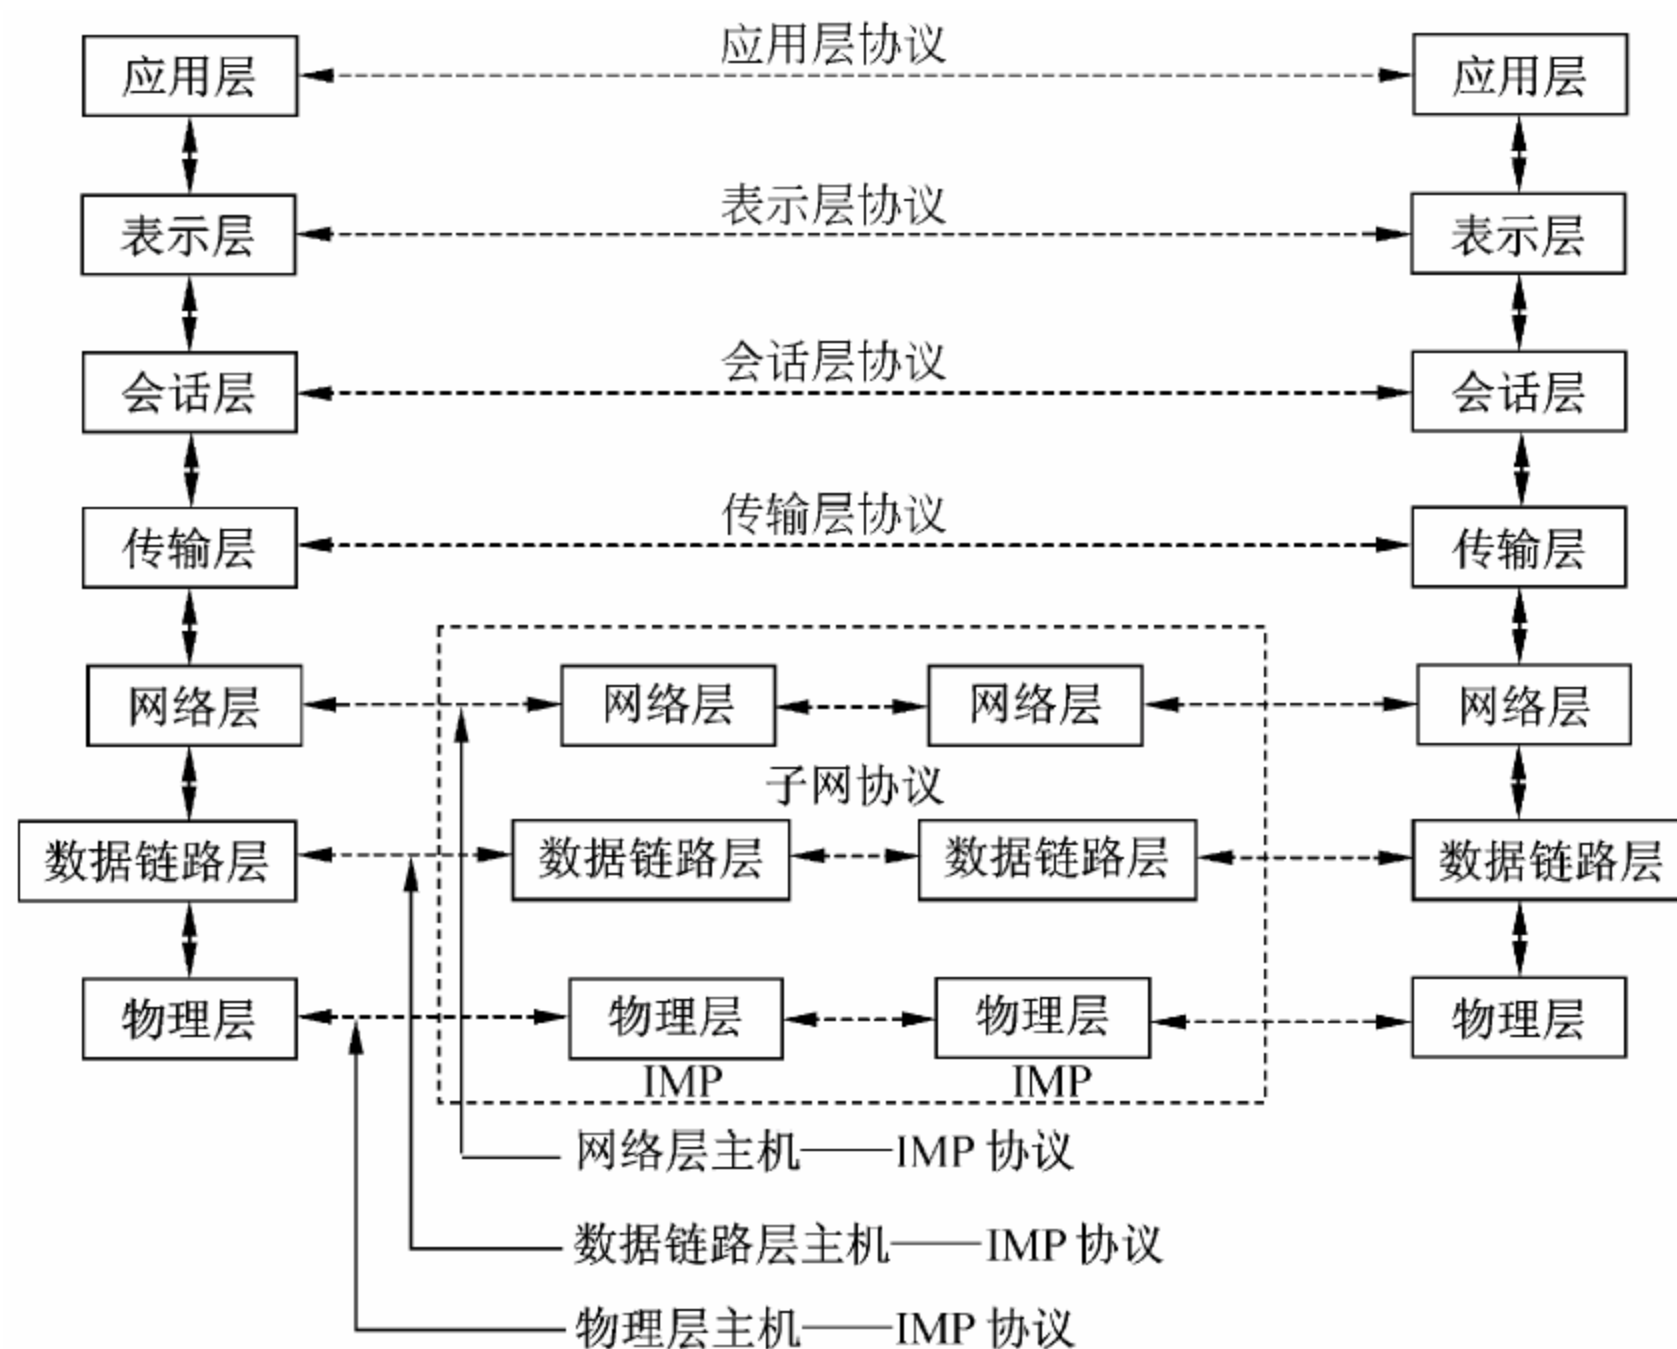 应用层协议
应用层
应用层
表示层协议
表示层
表示层
会话层协议
会话层
会话层
传输层协议
传输层
传输层
网络层
网络层
网络层
网络层
子网协议
数据链路层
数据链路层
数据链路层
数据链路层
物理层
物理层
物理层
物理层
IMP
IMP
网络层主机——IMP 协议
数据链路层主机——IMP 协议
物理层主机——IMP 协议